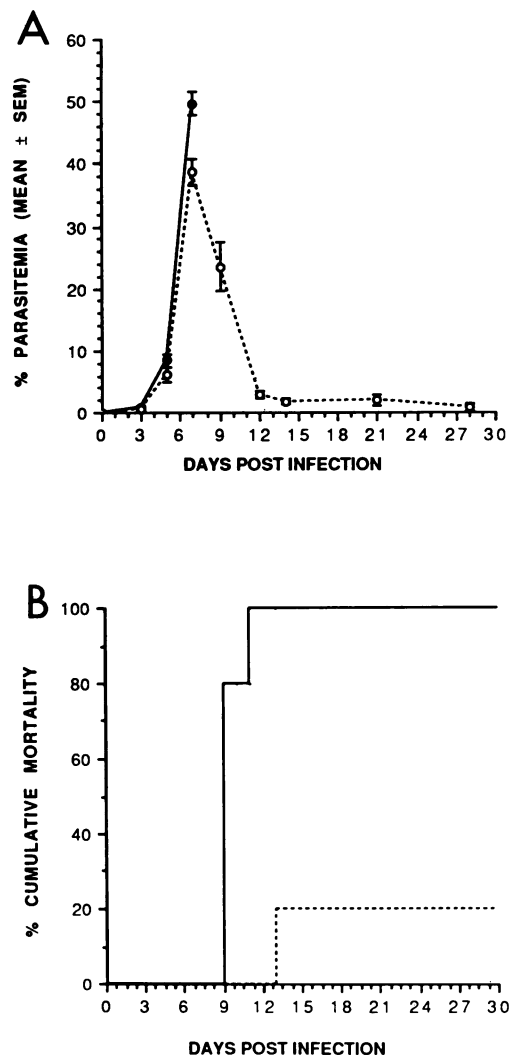 A
% PARASITEMIA (MEAN ± SEM)
60
50
40
30
20
10
0
0 3 6 9 12 15 18 21 24 27 30
DAYS POST INFECTION
B
% CUMULATIVE MORTALITY
100
80
60
40
20
0
0 3 6 9 12 15 18 21 24 27 30
DAYS POST INFECTION